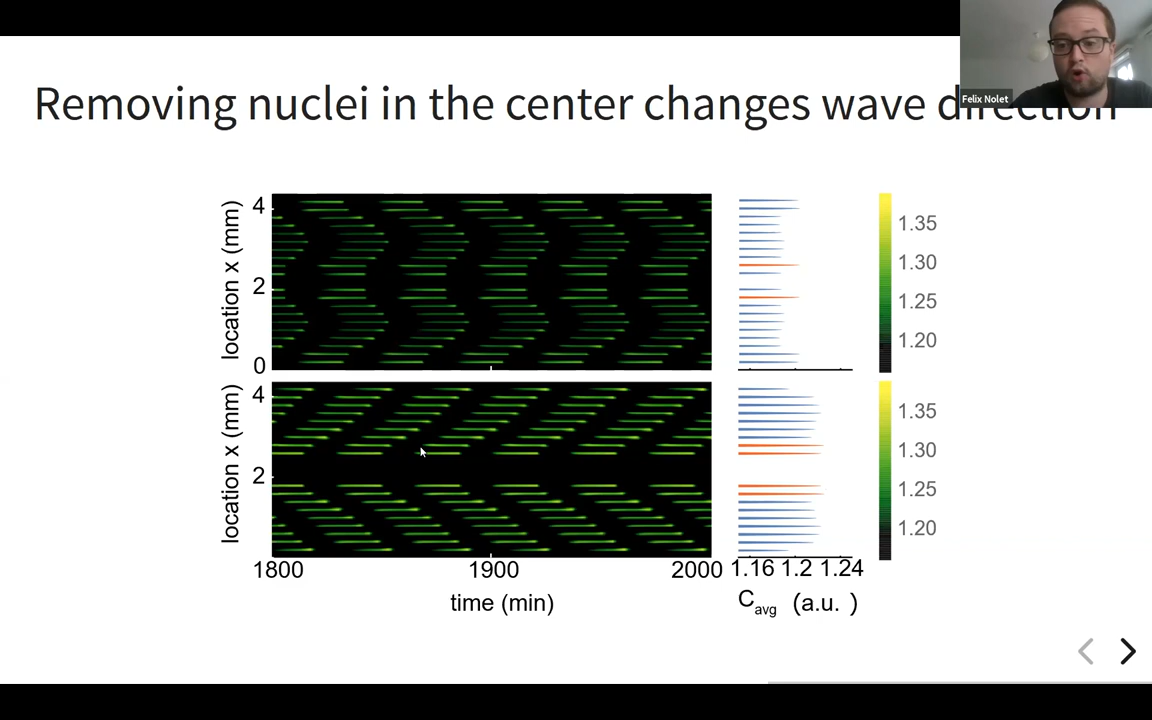 Felix Nolet
Removing nuclei in the center changes wave direction
location x (mm)
4
2
0
1.35
1.30
1.25
1.20
location x (mm)
4
2
1.35
1.30
1.25
1.20
1800 1900 2000 1.16 1.2 1.24
time (min)
Cavg (a.u. )